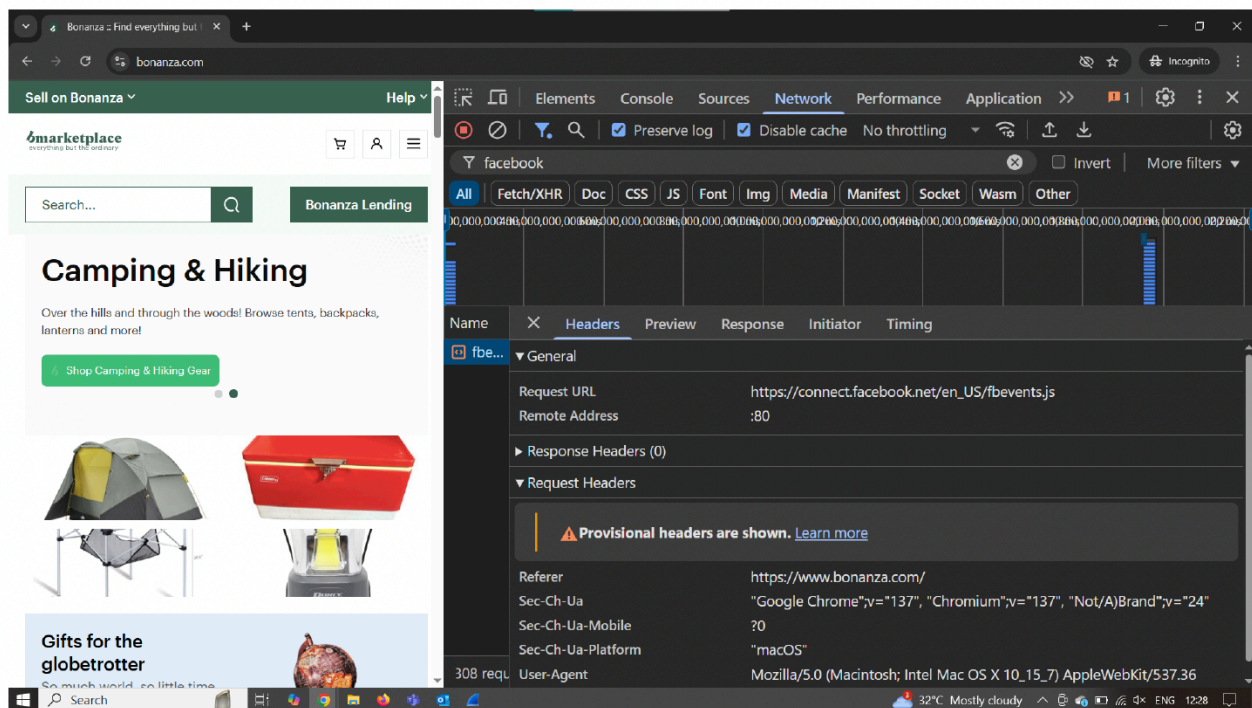 Bonanza :: Find everything but t
bonanza.com
Incognito
Sell on Bonanza
Help
marketplace
everything but the ordinary
Search...
Bonanza Lending
Camping & Hiking
Over the hills and through the woods! Browse tents, backpacks,
lanterns and more!
Shop Camping & Hiking Gear
Gifts for the
globetrotter
So much world, so little time
Elements Console Sources Network Performance Application 1
Preserve log Disable cache No throttling
facebook
Invert More filters
All Fetch/XHR Doc CSS JS Font Img Media Manifest Socket Wasm Other
Name Headers Preview Response Initiator Timing
fbe...
General
Request URL https://connect.facebook.net/en_US/fbevents.js
Remote Address :80
Response Headers (0)
Request Headers
Provisional headers are shown. Learn more
Referer https://www.bonanza.com/
Sec-Ch-Ua "Google Chrome";v="137", "Chromium";v="137", "Not/A)Brand";v="24"
Sec-Ch-Ua-Mobile ?0
Sec-Ch-Ua-Platform "macOS"
308 requ User-Agent Mozilla/5.0 (Macintosh; Intel Mac OS X 10_15_7) AppleWebKit/537.36
Search 32°C Mostly cloudy ENG 12:28